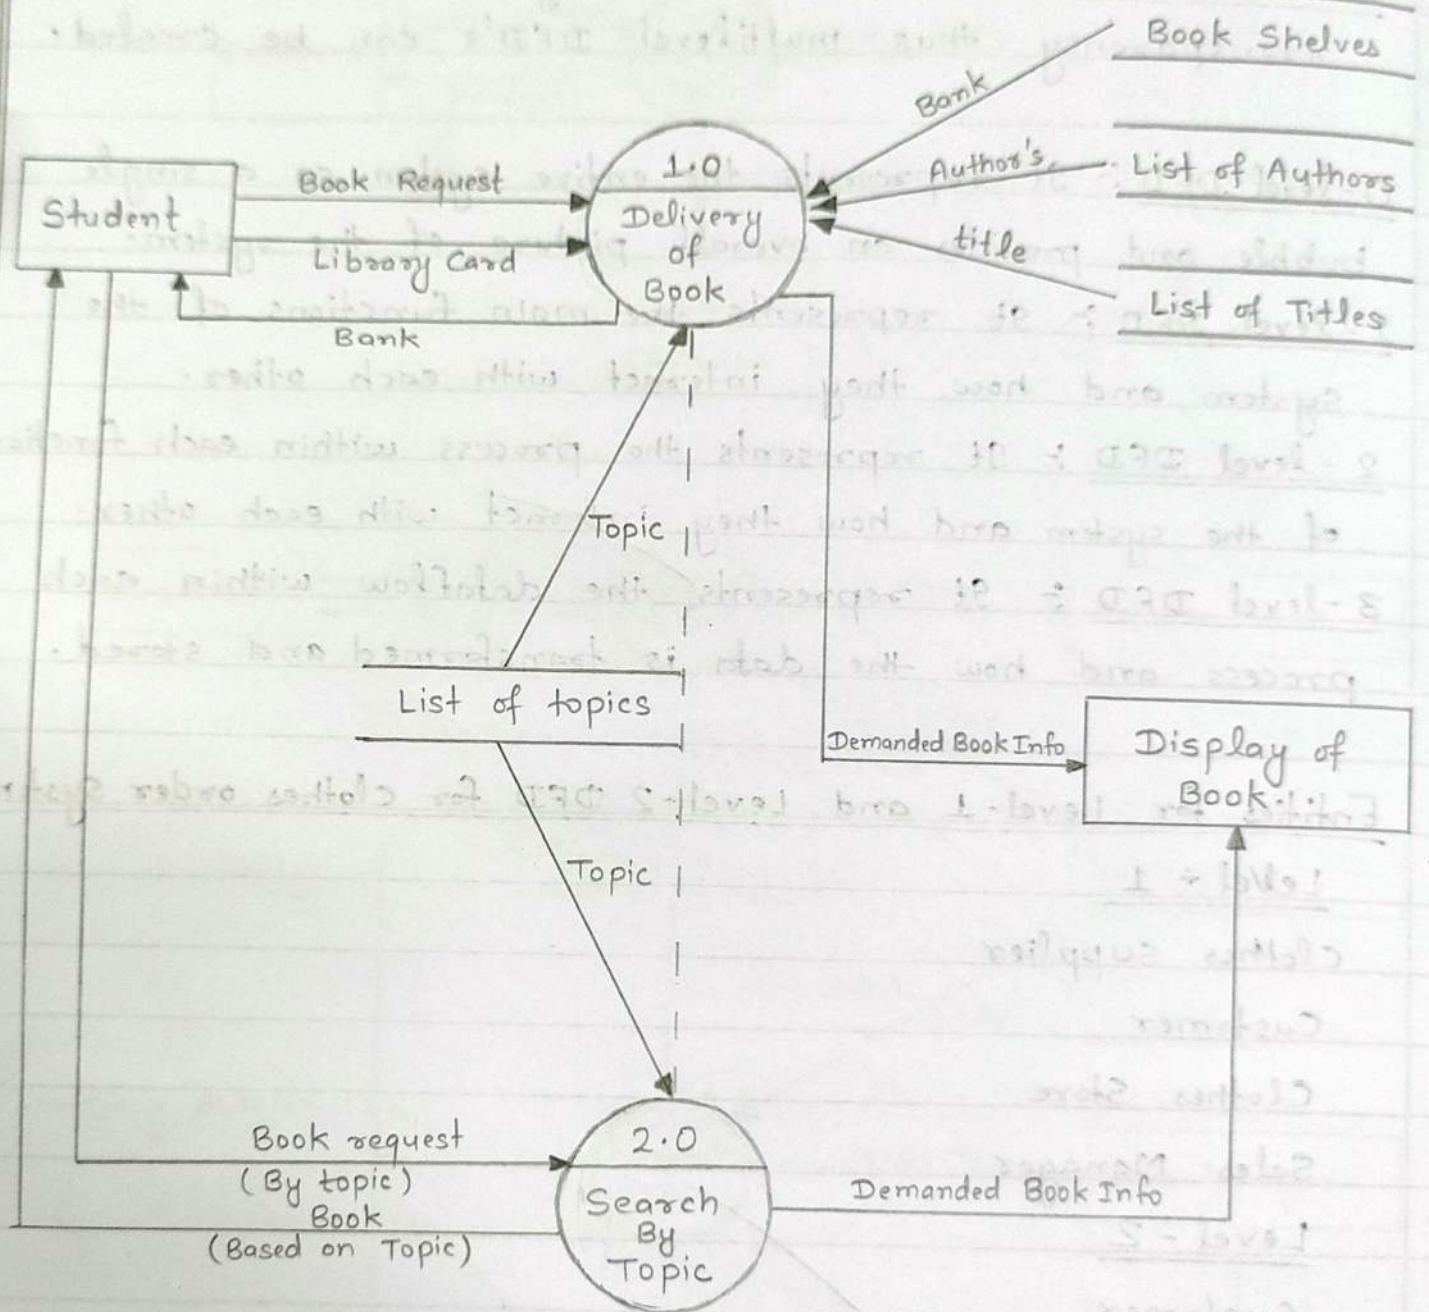 Book Shelves
Bank
1.0
Author's
List of Authors
Book Request
Student
Delivery
of
Book
title
Library Card
List of Titles
Bank
Topic
List of topics
Demanded Book Info
Display of
Book
Topic
2.0
Book request
(By topic)
Search
By
Topic
Demanded Book Info
Book
(Based on Topic)